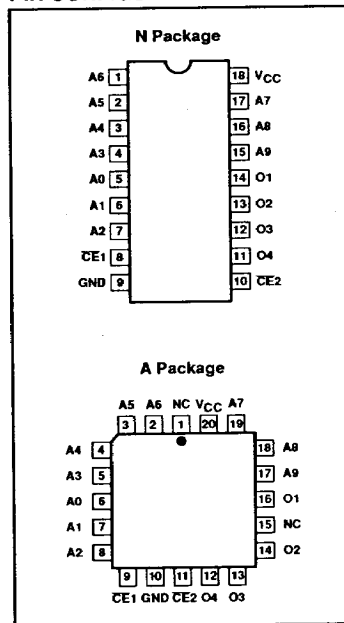 N Package
A6 1 18 VCC
A5 2 17 A7
A4 3 16 A8
A3 4 15 A9
A0 5 14 O1
A1 6 13 O2
A2 7 12 O3
CE1 8 11 O4
GND 9 10 CE2
A Package
A5 A6 NC VCC A7
3 2 1 20 19
A4 4 18 A8
A3 5 17 A9
A0 6 16 O1
A1 7 15 NC
A2 8 14 O2
9 10 11 12 13
CE1 GND CE2 O4 O3